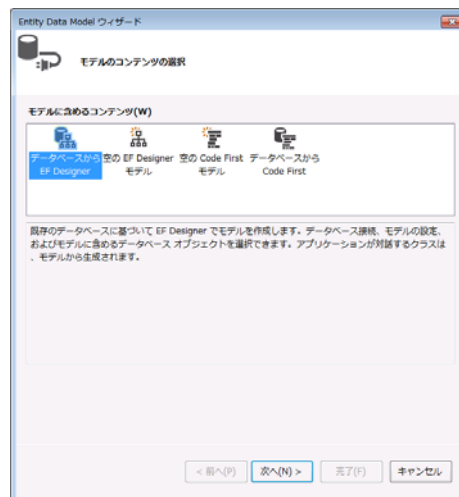 Entity Data Model ウィザード
モデルのコンテンツの選択
モデルに含めるコンテンツ(W)
データベースから 空の EF Designer 空の Code First データベースから
EF Designer モデル モデル Code First
既存のデータベースに基づいて EF Designer でモデルを作成します。データベース接続、モデルの設定、
およびモデルに含めるデータベース オブジェクトを選択できます。アプリケーションが対話するクラスは
、モデルから生成されます。
< 前へ(P) 次へ(N) > 完了(F) キャンセル